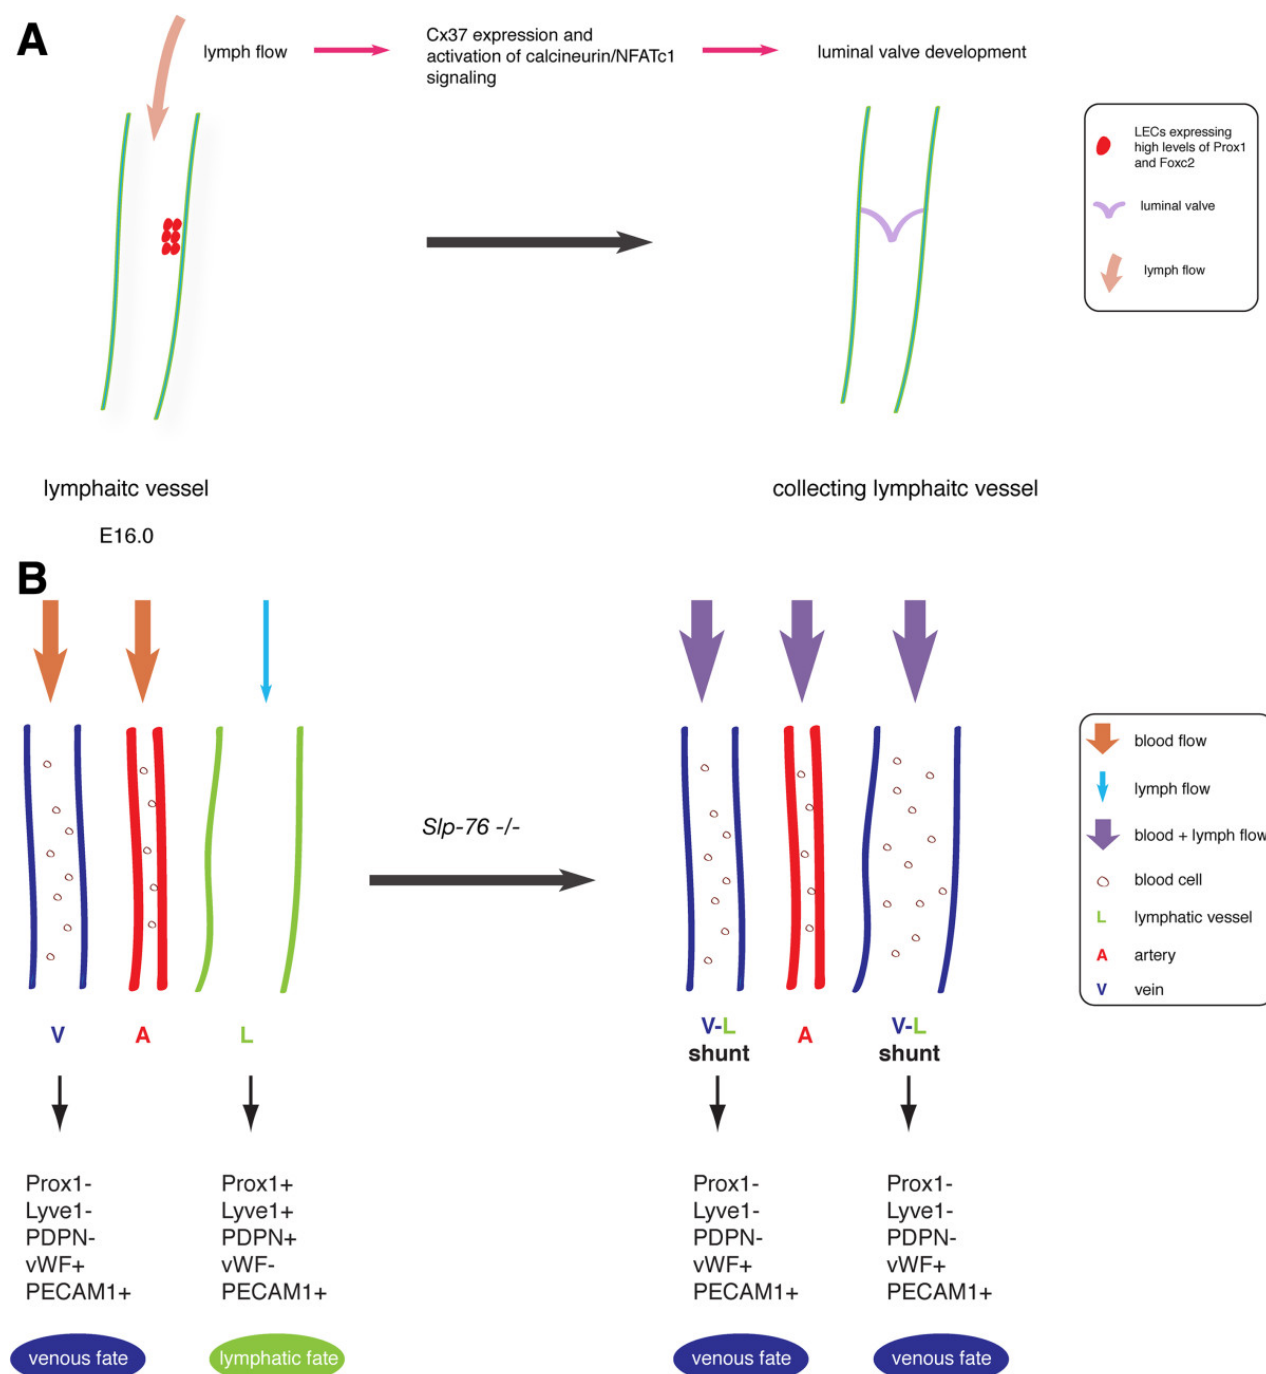 A
lymph flow
Cx37 expression and
activation of calcineurin/NFATc1
signaling
luminal valve development
LECs expressing
high levels of Prox1
and Foxc2
luminal valve
lymph flow
lymphaitc vessel
E16.0
collecting lymphaitc vessel
B
Slp-76 -/-
blood flow
lymph flow
blood + lymph flow
blood cell
L lymphatic vessel
A artery
V vein
V
A
L
V-L
shunt
A
V-L
shunt
Prox1-
Lyve1-
PDPN-
vWF+
PECAM1+
Prox1+
Lyve1+
PDPN+
vWF-
PECAM1+
Prox1-
Lyve1-
PDPN-
vWF+
PECAM1+
Prox1-
Lyve1-
PDPN-
vWF+
PECAM1+
venous fate
lymphatic fate
venous fate
venous fate